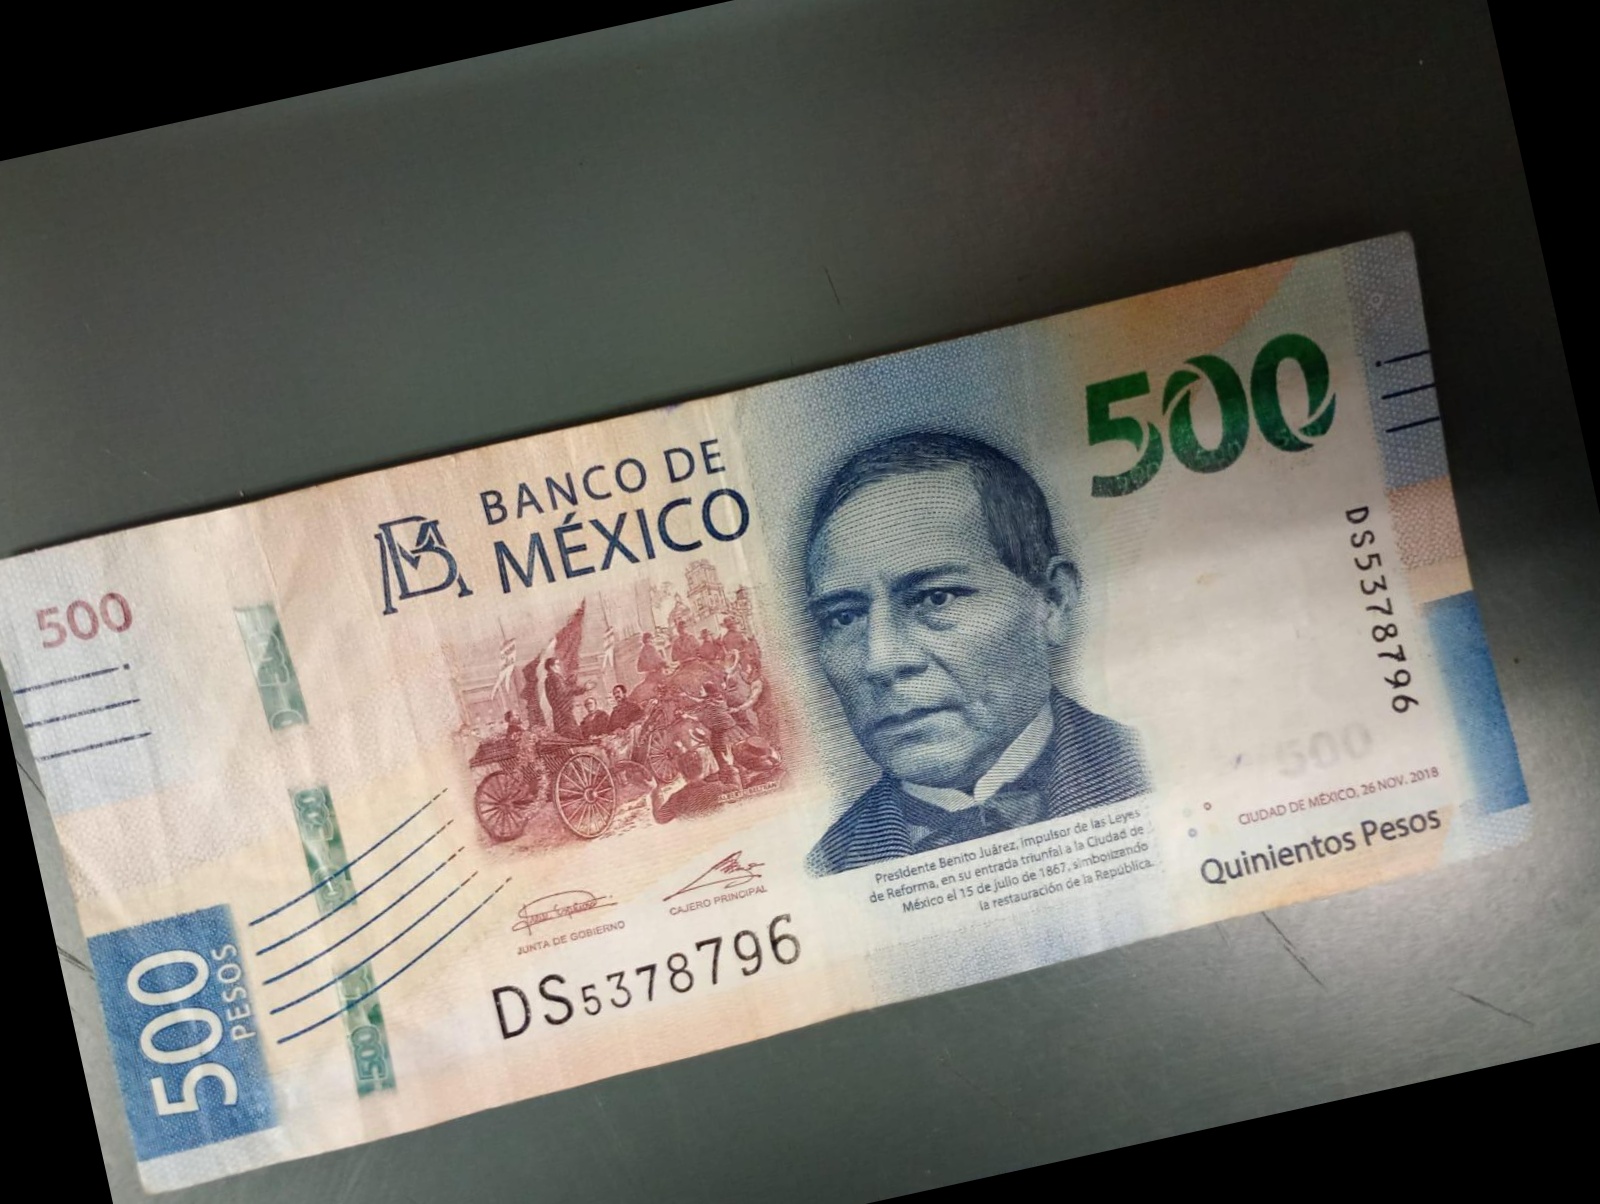 500
BANCO DE
MÉXICO
500
DS5378796
500
CIUDAD DE MÉXICO, 26 NOV. 2018
Quinientos Pesos
Presidente Benito Juárez, impulsor de las Leyes
de Reforma, en su entrada triunfal a la Ciudad de
México el 15 de julio de 1867, simbolizando
la restauración de la República.
JUNTA DE GOBIERNO
CAJERO PRINCIPAL
DS5378796
500
PESOS
500